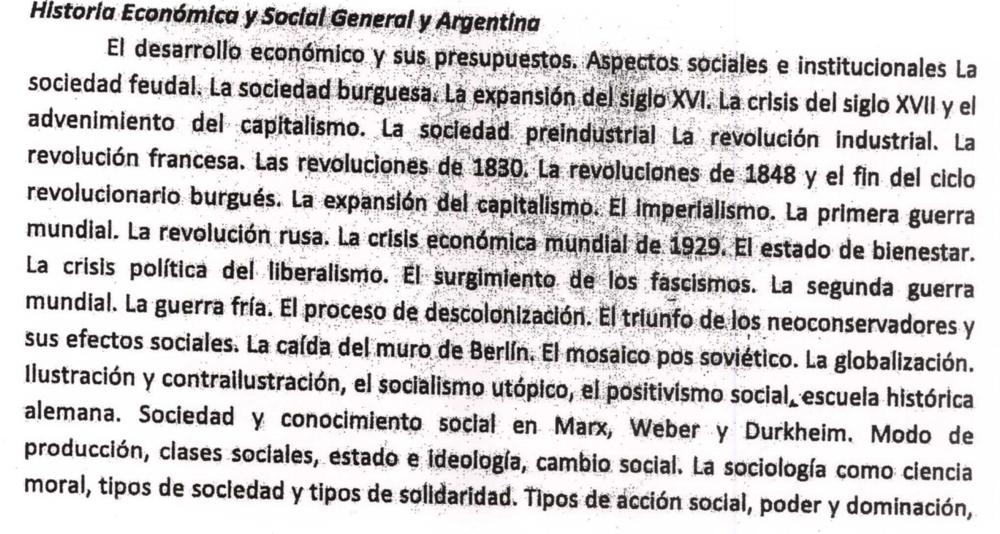 Historia Económica y Social General y Argentina
El desarrollo económico y sus presupuestos. Aspectos sociales e institucionales La
sociedad feudal. La sociedad burguesa. La expansión del siglo XVI. La crisis del siglo XVII y el
advenimiento del capitalismo. La sociedad preindustrial La revolución industrial. La
revolución francesa. Las revoluciones de 1830. La revoluciones de 1848 y el fin del ciclo
revolucionario burgués. La expansión del capitalismo. El imperialismo. La primera guerra
mundial. La revolución rusa. La crisis económica mundial de 1929. El estado de bienestar.
La crisis política del liberalismo. El surgimiento de los fascismos. La segunda guerra
mundial. La guerra fría. El proceso de descolonización. El triunfo de los neoconservadores y
sus efectos sociales. La caída del muro de Berlín. El mosaico pos soviético. La globalización.
Ilustración y contrailustración, el socialismo utópico, el positivismo social, escuela histórica
alemana. Sociedad y conocimiento social en Marx, Weber y Durkheim. Modo de
producción, clases sociales, estado e ideología, cambio social. La sociología como ciencia
moral, tipos de sociedad y tipos de solidaridad. Tipos de acción social, poder y dominación,